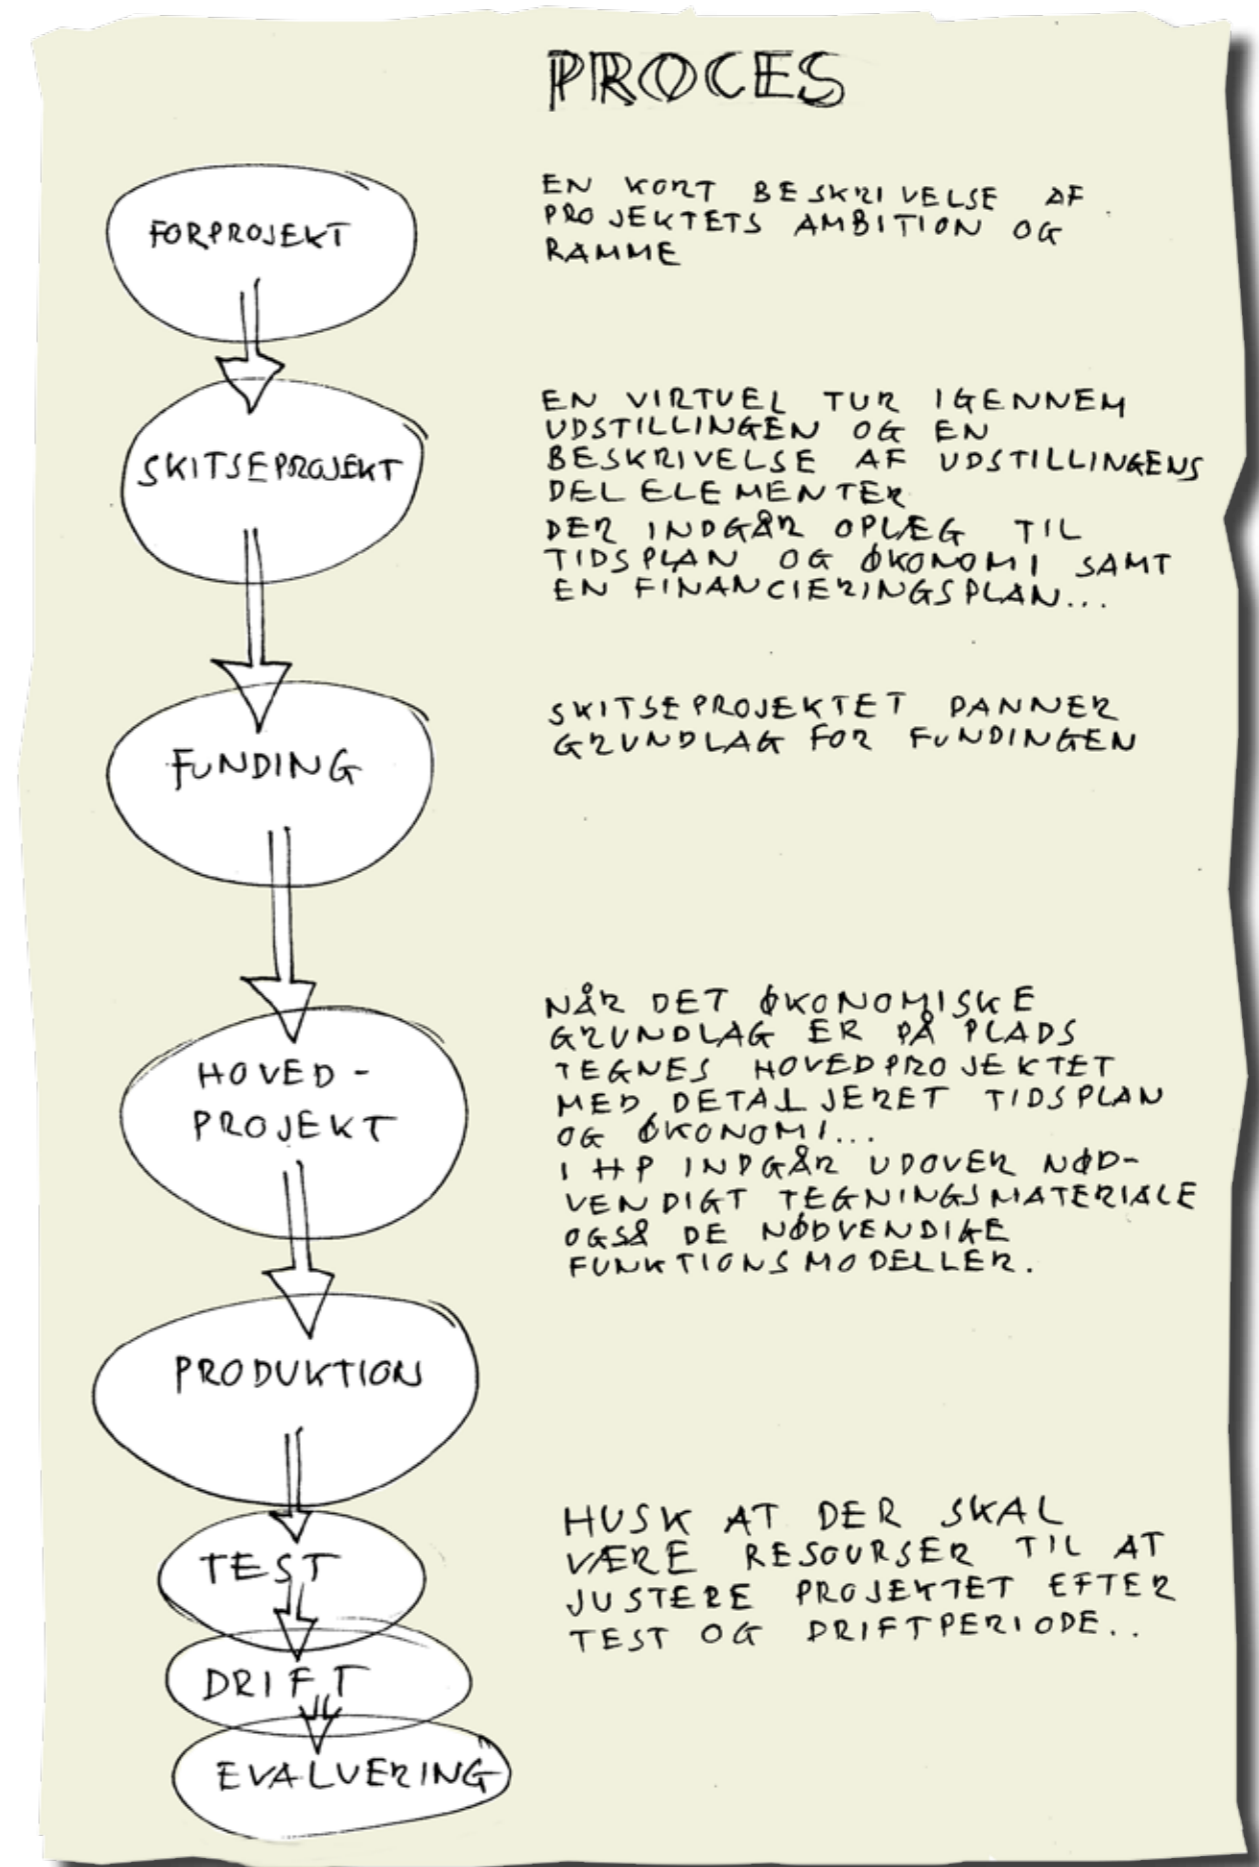 PROCES
FORPROJEKT
EN KORT BESKRIVELSE AF
PROJEKTETS AMBITION OG
RAMME
SKITSEPROJEKT
EN VIRTUEL TUR IGENNEM
UDSTILLINGEN OG EN
BESKRIVELSE AF UDSTILLINGENS
DELELEMENTER
DER INDGÅR OPLÆG TIL
TIDSPLAN OG ØKONOMI SAMT
EN FINANCIERINGSPLAN...
FUNDING
SKITSEPROJEKTET DANNER
GRUNDLAG FOR FUNDINGEN
HOVED-
PROJEKT
NÅR DET ØKONOMISKE
GRUNDLAG ER PÅ PLADS
TEGNES HOVEDPROJEKTET
MED DETALJERET TIDSPLAN
OG ØKONOMI...
I HP INDGÅR UDOVER NØD-
VENDIGT TEGNINGSMATERIALE
OGSÅ DE NØDVENDIGE
FUNKTIONSMODELLER.
PRODUKTION
TEST
HUSK AT DER SKAL
VÆRE RESOURSER TIL AT
JUSTERE PROJEKTET EFTER
TEST OG DRIFTPERIODE..
DRIFT
EVALUERING